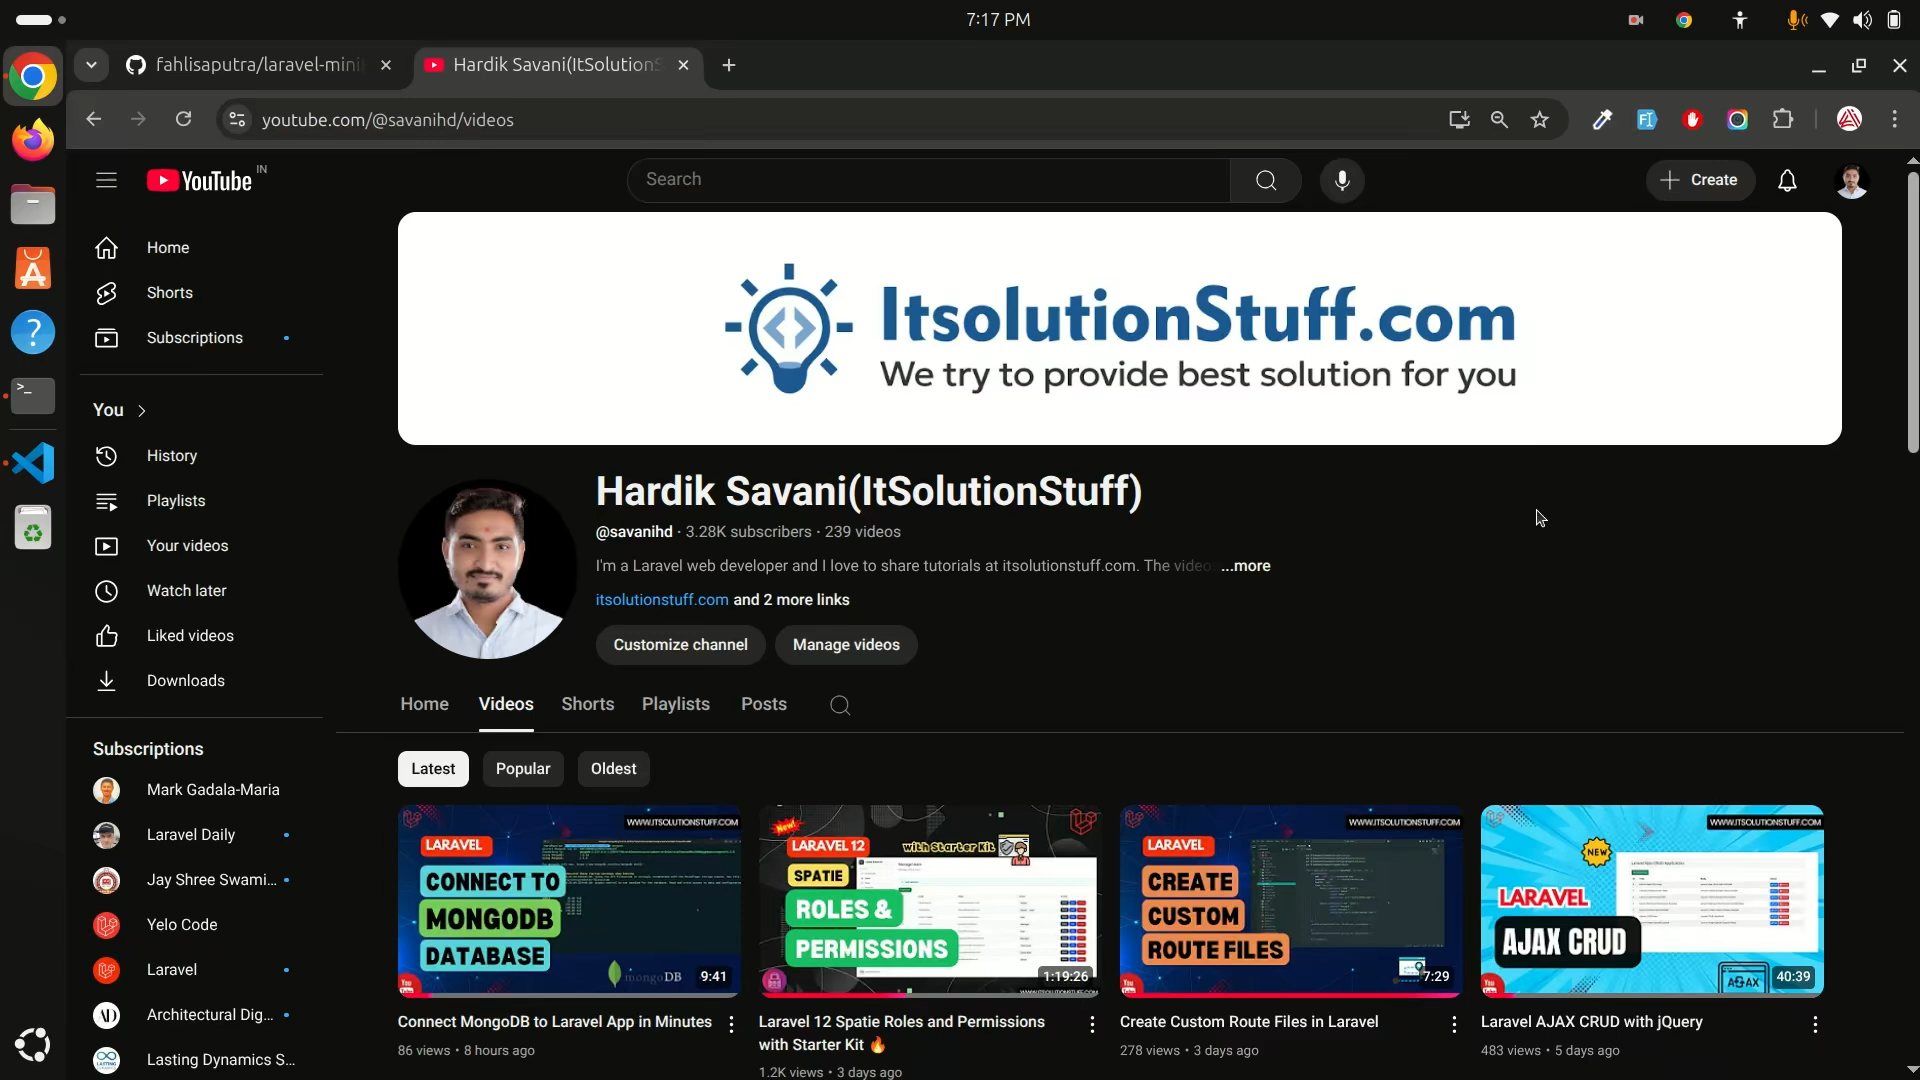 7:17 PM
fahlisaputra/laravel-mini
Hardik Savani(ItSolutionS
youtube.com/@savanihd/videos
YouTube IN
Search
Create
Home
Shorts
Subscriptions
You
History
Playlists
Your videos
Watch later
Liked videos
Downloads
Subscriptions
Mark Gadala-Maria
Laravel Daily
Jay Shree Swami...
Yelo Code
Laravel
Architectural Dig...
Lasting Dynamics S...
ItsolutionStuff.com
We try to provide best solution for you
Hardik Savani(ItSolutionStuff)
@savanihd · 3.28K subscribers · 239 videos
I'm a Laravel web developer and I love to share tutorials at itsolutionstuff.com. The video ...more
itsolutionstuff.com and 2 more links
Customize channel
Manage videos
Home Videos Shorts Playlists Posts
Latest Popular Oldest
WWW.ITSOLUTIONSTUFF.COM
LARAVEL
CONNECT TO
MONGODB
DATABASE
mongoDB
9:41
Connect MongoDB to Laravel App in Minutes
86 views • 8 hours ago
New!
LARAVEL 12
with Starter Kit
SPATIE
ROLES &
PERMISSIONS
1:19:26
WWW.ITSOLUTIONSTUFF.COM
Laravel 12 Spatie Roles and Permissions
with Starter Kit 🔥
1.2K views • 3 days ago
WWW.ITSOLUTIONSTUFF.COM
LARAVEL
CREATE
CUSTOM
ROUTE FILES
7:29
Create Custom Route Files in Laravel
278 views • 3 days ago
WWW.ITSOLUTIONSTUFF.COM
NEW
LARAVEL
AJAX CRUD
AJAX
40:39
Laravel AJAX CRUD with jQuery
483 views • 5 days ago